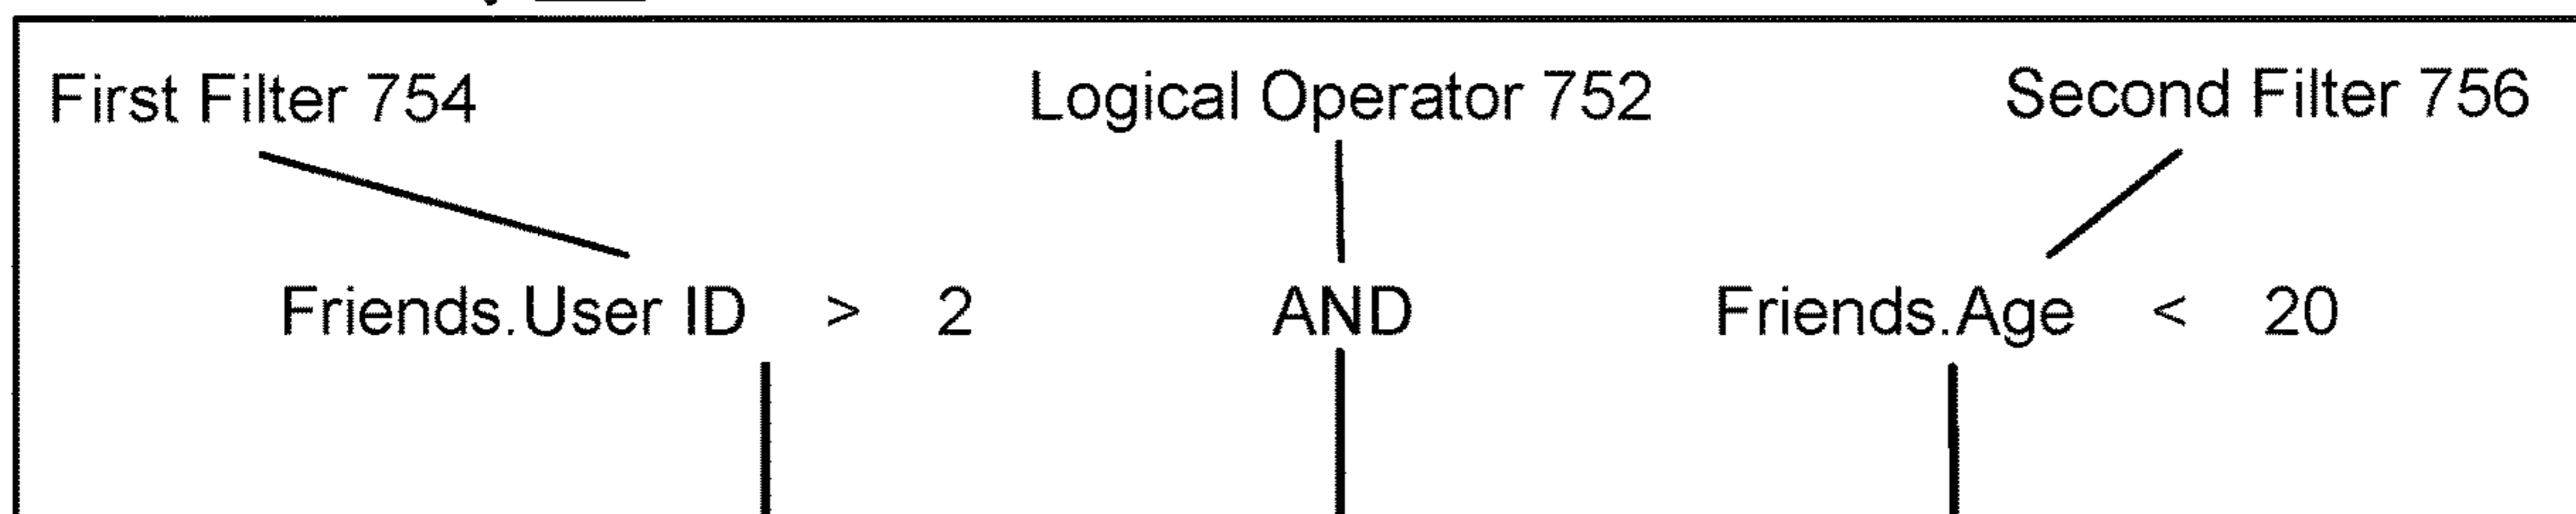 First Filter 754 Logical Operator 752 Second Filter 756
Friends.User ID > 2 AND Friends.Age < 20